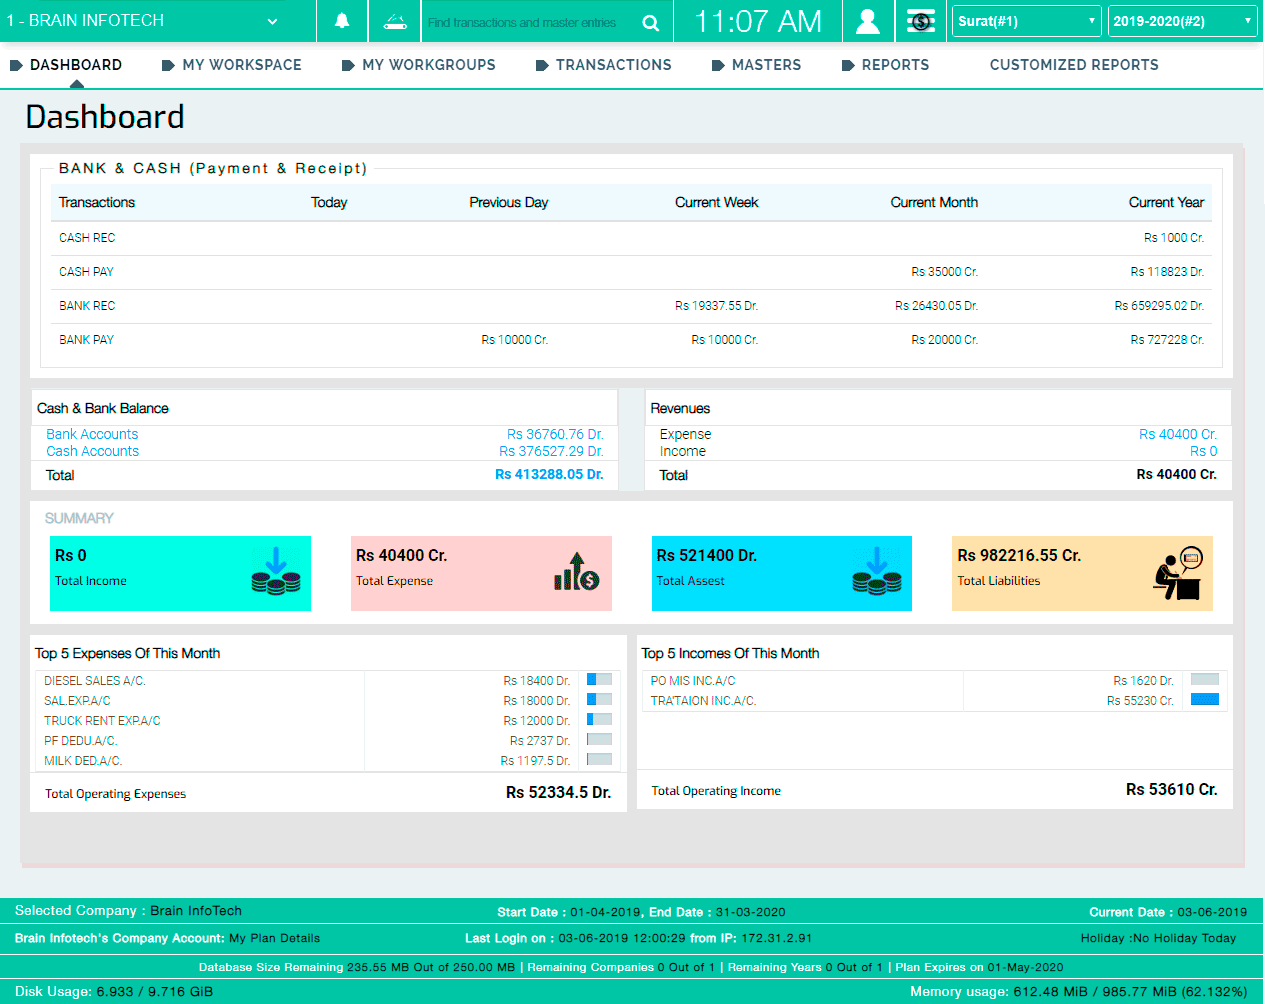 1 - BRAIN INFOTECH
Find transactions and master entries
11:07 AM
Surat(#1)
2019-2020(#2)
DASHBOARD MY WORKSPACE MY WORKGROUPS TRANSACTIONS MASTERS REPORTS CUSTOMIZED REPORTS
Dashboard
BANK & CASH (Payment & Receipt)
Transactions Today Previous Day Current Week Current Month Current Year
CASH REC Rs 1000 Cr.
CASH PAY Rs 35000 Cr. Rs 118823 Dr.
BANK REC Rs 19337.55 Dr. Rs 26430.05 Dr. Rs 659295.02 Dr.
BANK PAY Rs 10000 Cr. Rs 10000 Cr. Rs 20000 Cr. Rs 727228 Cr.
Cash & Bank Balance
Bank Accounts Rs 36760.76 Dr.
Cash Accounts Rs 376527.29 Dr.
Total Rs 413288.05 Dr.
Revenues
Expense Rs 40400 Cr.
Income Rs 0
Total Rs 40400 Cr.
SUMMARY
Rs 0
Total Income
Rs 40400 Cr.
Total Expense
Rs 521400 Dr.
Total Assest
Rs 982216.55 Cr.
Total Liabilities
Top 5 Expenses Of This Month
DIESEL SALES A/C. Rs 18400 Dr.
SAL.EXP.A/C Rs 18000 Dr.
TRUCK RENT EXP.A/C Rs 12000 Dr.
PF DEDU.A/C. Rs 2737 Dr.
MILK DED.A/C. Rs 1197.5 Dr.
Total Operating Expenses Rs 52334.5 Dr.
Top 5 Incomes Of This Month
PO MIS INC.A/C Rs 1620 Dr.
TRA'TAION INC.A/C. Rs 55230 Cr.
Total Operating Income Rs 53610 Cr.
Selected Company : Brain InfoTech
Start Date : 01-04-2019, End Date : 31-03-2020
Current Date : 03-06-2019
Brain Infotech's Company Account: My Plan Details
Last Login on : 03-06-2019 12:00:29 from IP: 172.31.2.91
Holiday :No Holiday Today
Database Size Remaining 235.55 MB Out of 250.00 MB | Remaining Companies 0 Out of 1 | Remaining Years 0 Out of 1 | Plan Expires on 01-May-2020
Disk Usage: 6.933 / 9.716 GiB
Memory usage: 612.48 MiB / 985.77 MiB (62.132%)